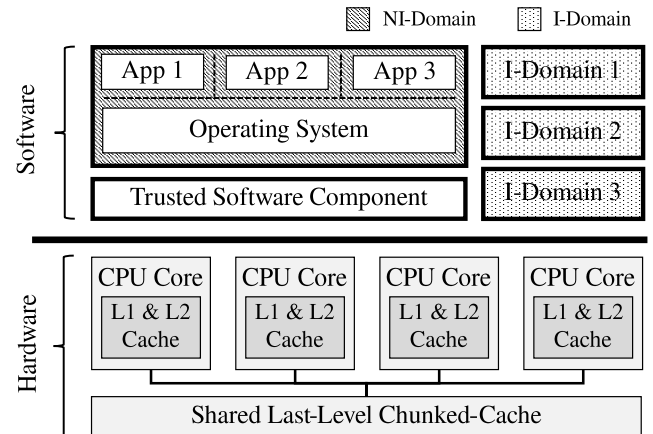 NI-Domain
I-Domain
Software
App 1
App 2
App 3
I-Domain 1
Operating System
I-Domain 2
Trusted Software Component
I-Domain 3
Hardware
CPU Core
L1 & L2
Cache
CPU Core
L1 & L2
Cache
CPU Core
L1 & L2
Cache
CPU Core
L1 & L2
Cache
Shared Last-Level Chunked-Cache